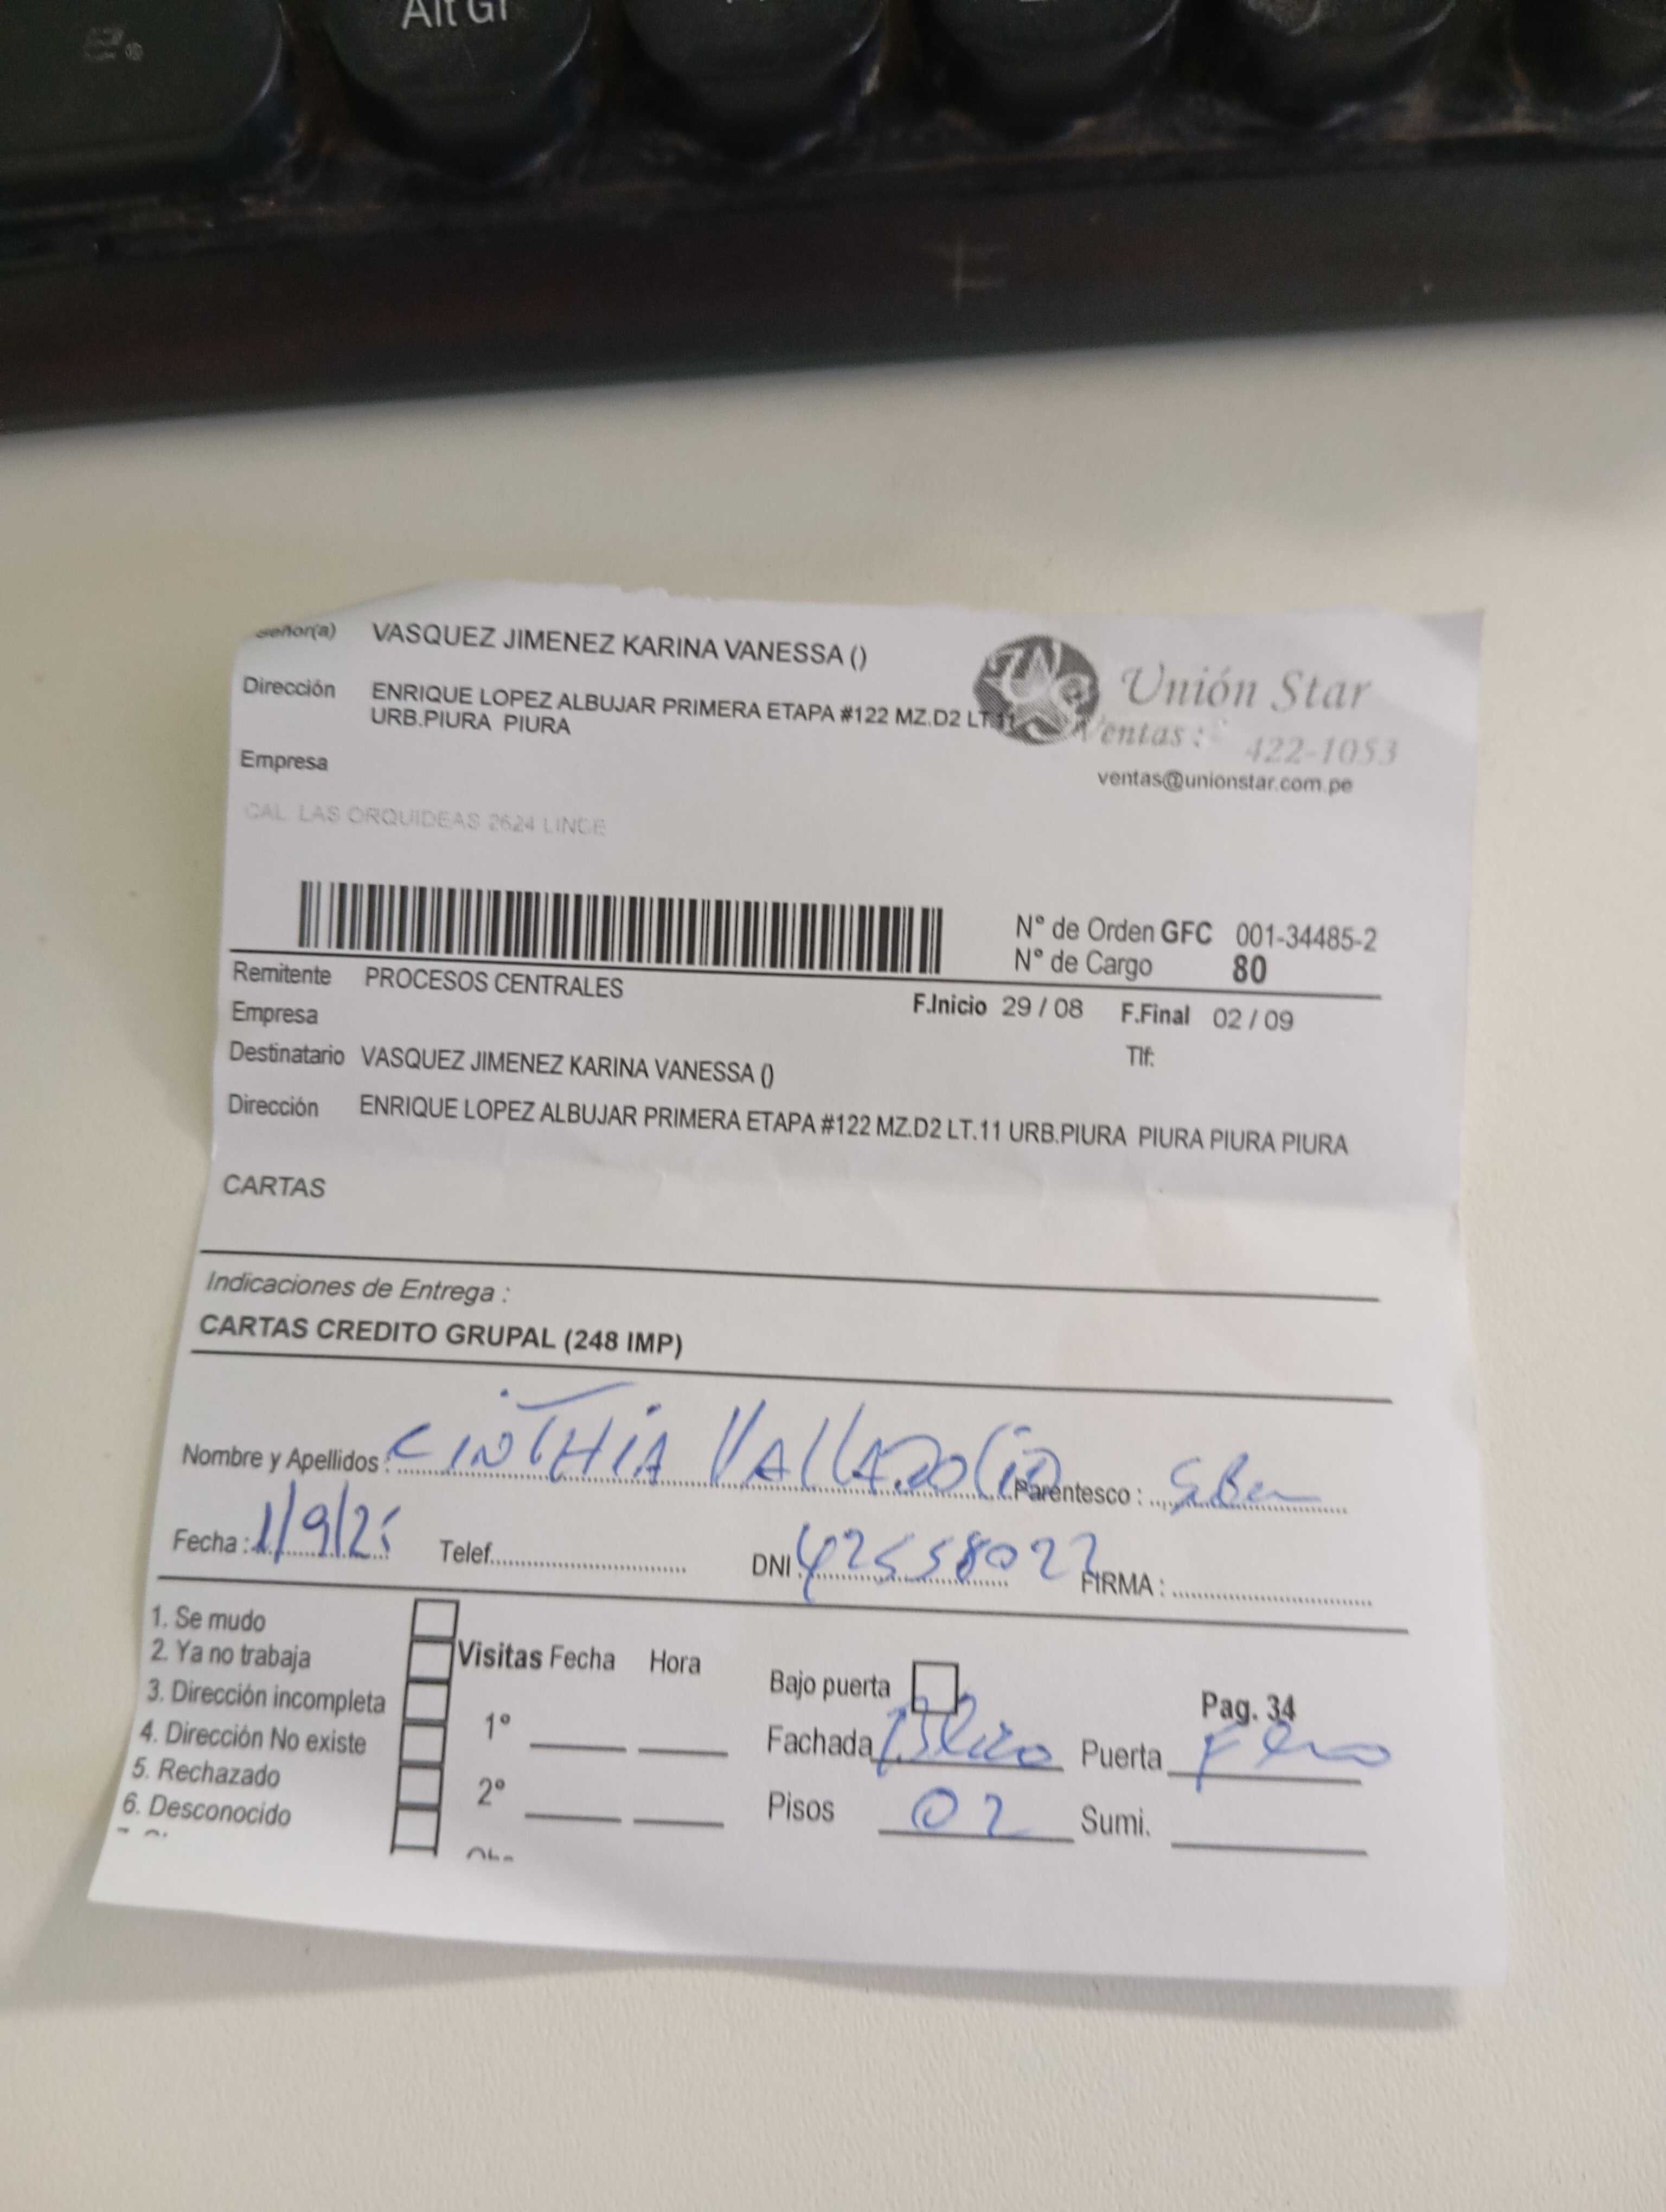 Alt Gr
Señor(a) VASQUEZ JIMENEZ KARINA VANESSA ()
Dirección ENRIQUE LOPEZ ALBUJAR PRIMERA ETAPA #122 MZ.D2 LT.11
URB.PIURA PIURA
Unión Star
Ventas: 422-1053
ventas@unionstar.com.pe
Empresa
CAL. LAS ORQUIDEAS 2624 LINCE
N° de Orden GFC 001-34485-2
N° de Cargo 80
Remitente PROCESOS CENTRALES
F.Inicio 29 / 08 F.Final 02 / 09
Empresa
Destinatario VASQUEZ JIMENEZ KARINA VANESSA ()
Tlf:
Dirección ENRIQUE LOPEZ ALBUJAR PRIMERA ETAPA #122 MZ.D2 LT.11 URB.PIURA PIURA PIURA PIURA
CARTAS
Indicaciones de Entrega :
CARTAS CREDITO GRUPAL (248 IMP)
Nombre y Apellidos : CINTHIA VALLADOLID Parentesco :
Fecha : 1/9/25 Telef. DNI 42558022 FIRMA :
1. Se mudo
2. Ya no trabaja
3. Dirección incompleta
4. Dirección No existe
5. Rechazado
6. Desconocido
Visitas Fecha Hora
1°
2°
Bajo puerta
Pag. 34
Fachada Puerta
Pisos 02 Sumi.